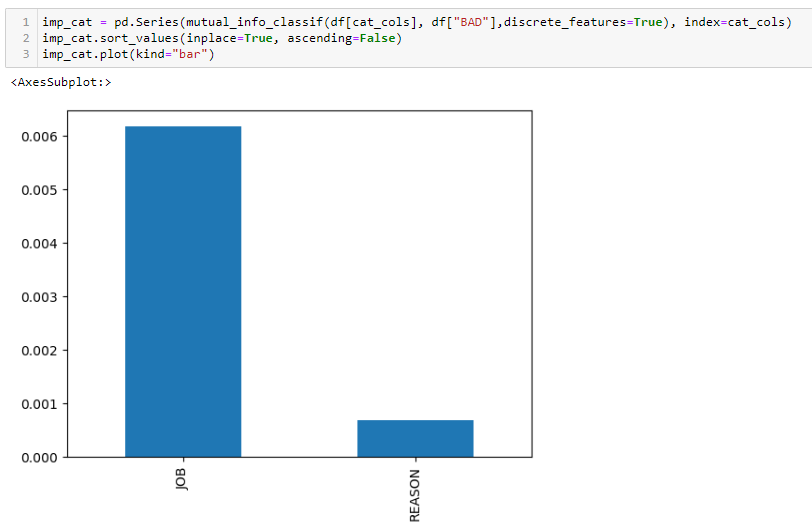 1 imp_cat = pd.Series(mutual_info_classif(df[cat_cols], df["BAD"],discrete_features=True), index=cat_cols)
2 imp_cat.sort_values(inplace=True, ascending=False)
3 imp_cat.plot(kind="bar")
<AxesSubplot:>
0.006
0.005
0.004
0.003
0.002
0.001
0.000
JOB
REASON